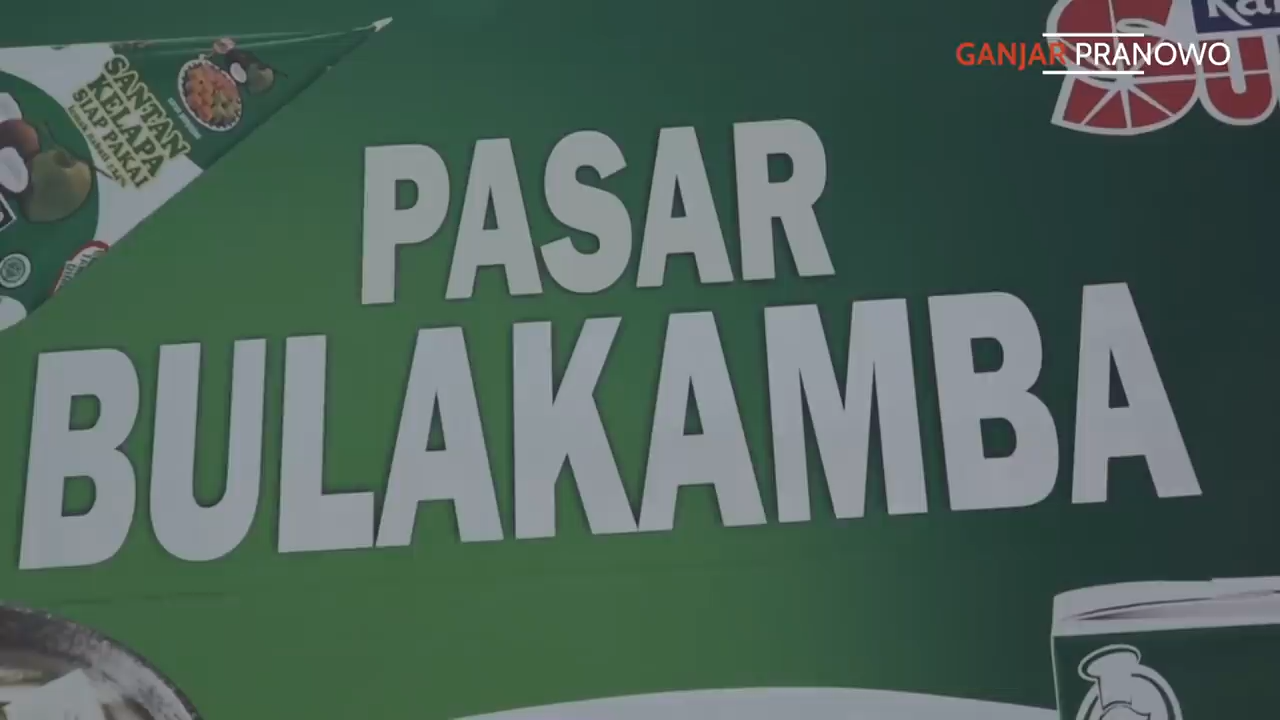 GANJAR PRANOWO
SANTAN
KELAPA
SIAP PAKAI
PASAR
BULAKAMBA